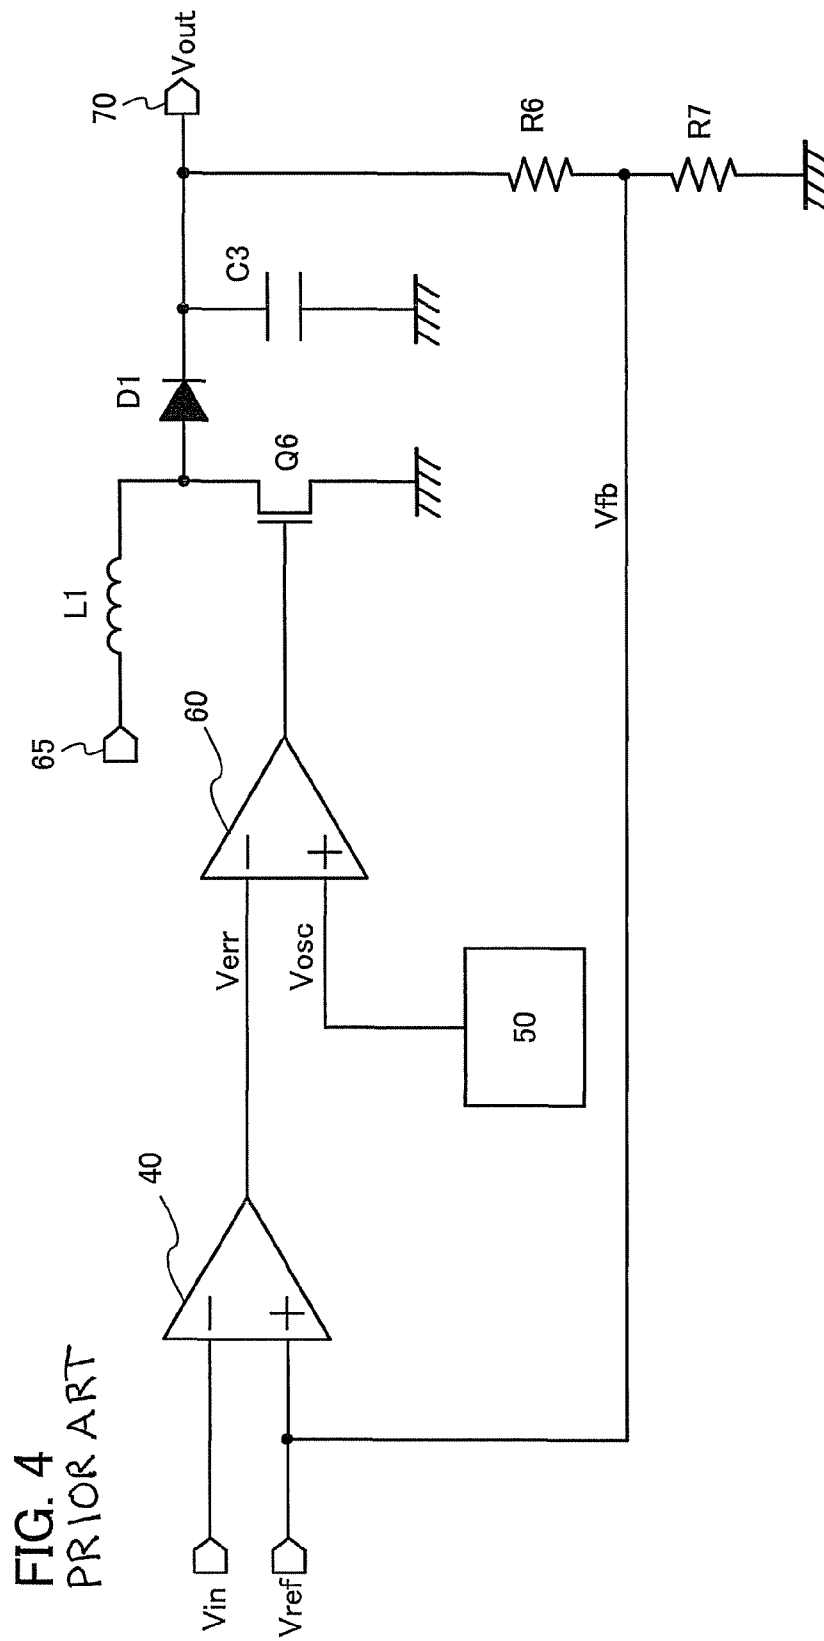 FIG. 4
PRIOR ART
Vin
Vref
40
Verr
Vosc
50
60
65
L1
Q6
D1
C3
70
Vout
R6
R7
Vfb